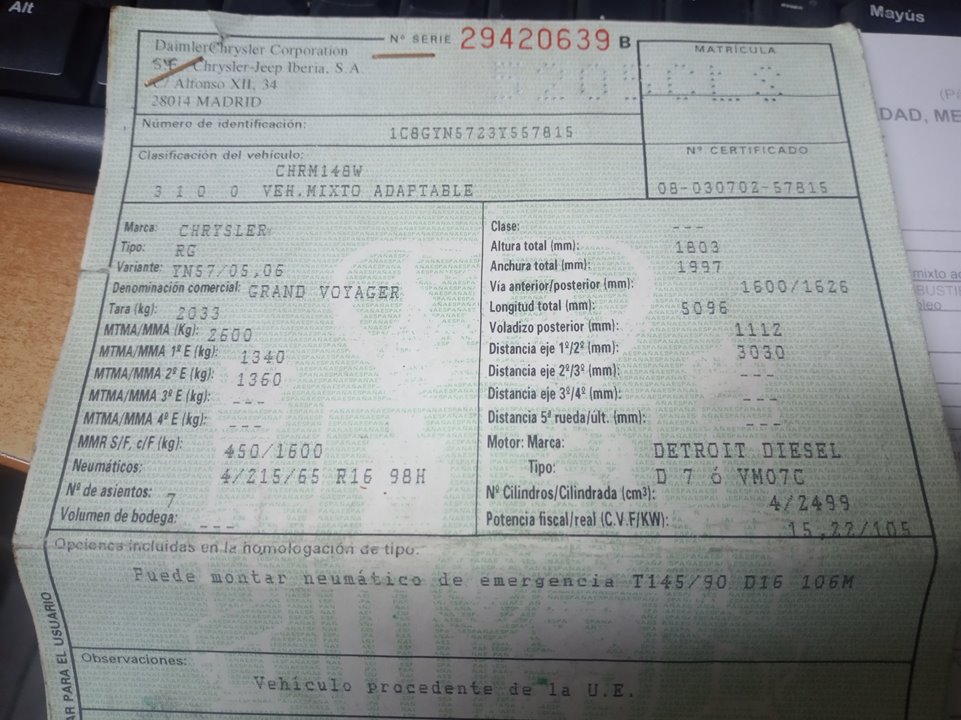 Alt
Mayús
DaimlerChrysler Corporation
Chrysler-Jeep Iberia, S.A.
C/ Alfonso XII, 34
28014 MADRID
Nº SERIE 29420639 B
MATRÍCULA
Número de identificación:
1C8GYN5723Y557815
Nº CERTIFICADO
08-030702-57815
Clasificación del vehículo:
CHRM148W
3 1 0 0 VEH.MIXTO ADAPTABLE
Marca: CHRYSLER
Tipo: RG
Variante: YN57/05,06
Denominación comercial: GRAND VOYAGER
Tara (kg): 2033
MTMA/MMA (Kg): 2600
MTMA/MMA 1º E (kg): 1340
MTMA/MMA 2º E (kg): 1360
MTMA/MMA 3º E (kg): ---
MTMA/MMA 4º E (kg): ---
MMR S/F, c/F (kg): 450/1600
Neumáticos: 4/215/65 R16 98H
Nº de asientos: 7
Volumen de bodega: ---
Clase: ---
Altura total (mm): 1803
Anchura total (mm): 1997
Vía anterior/posterior (mm): 1600/1626
Longitud total (mm): 5096
Voladizo posterior (mm): 1112
Distancia eje 1º/2º (mm): 3030
Distancia eje 2º/3º (mm): ---
Distancia eje 3º/4º (mm): ---
Distancia 5ª rueda/últ. (mm): ---
Motor: Marca: DETROIT DIESEL
Tipo: D 7 ó VM07C
Nº Cilindros/Cilindrada (cm³): 4/2499
Potencia fiscal/real (C.V.F/KW): 15,22/105
Opciones incluidas en la homologación de tipo:
Puede montar neumático de emergencia T145/90 D16 106M
Observaciones:
Vehículo procedente de la U.E.
AR PARA EL USUARIO
DAD, ME
mixto